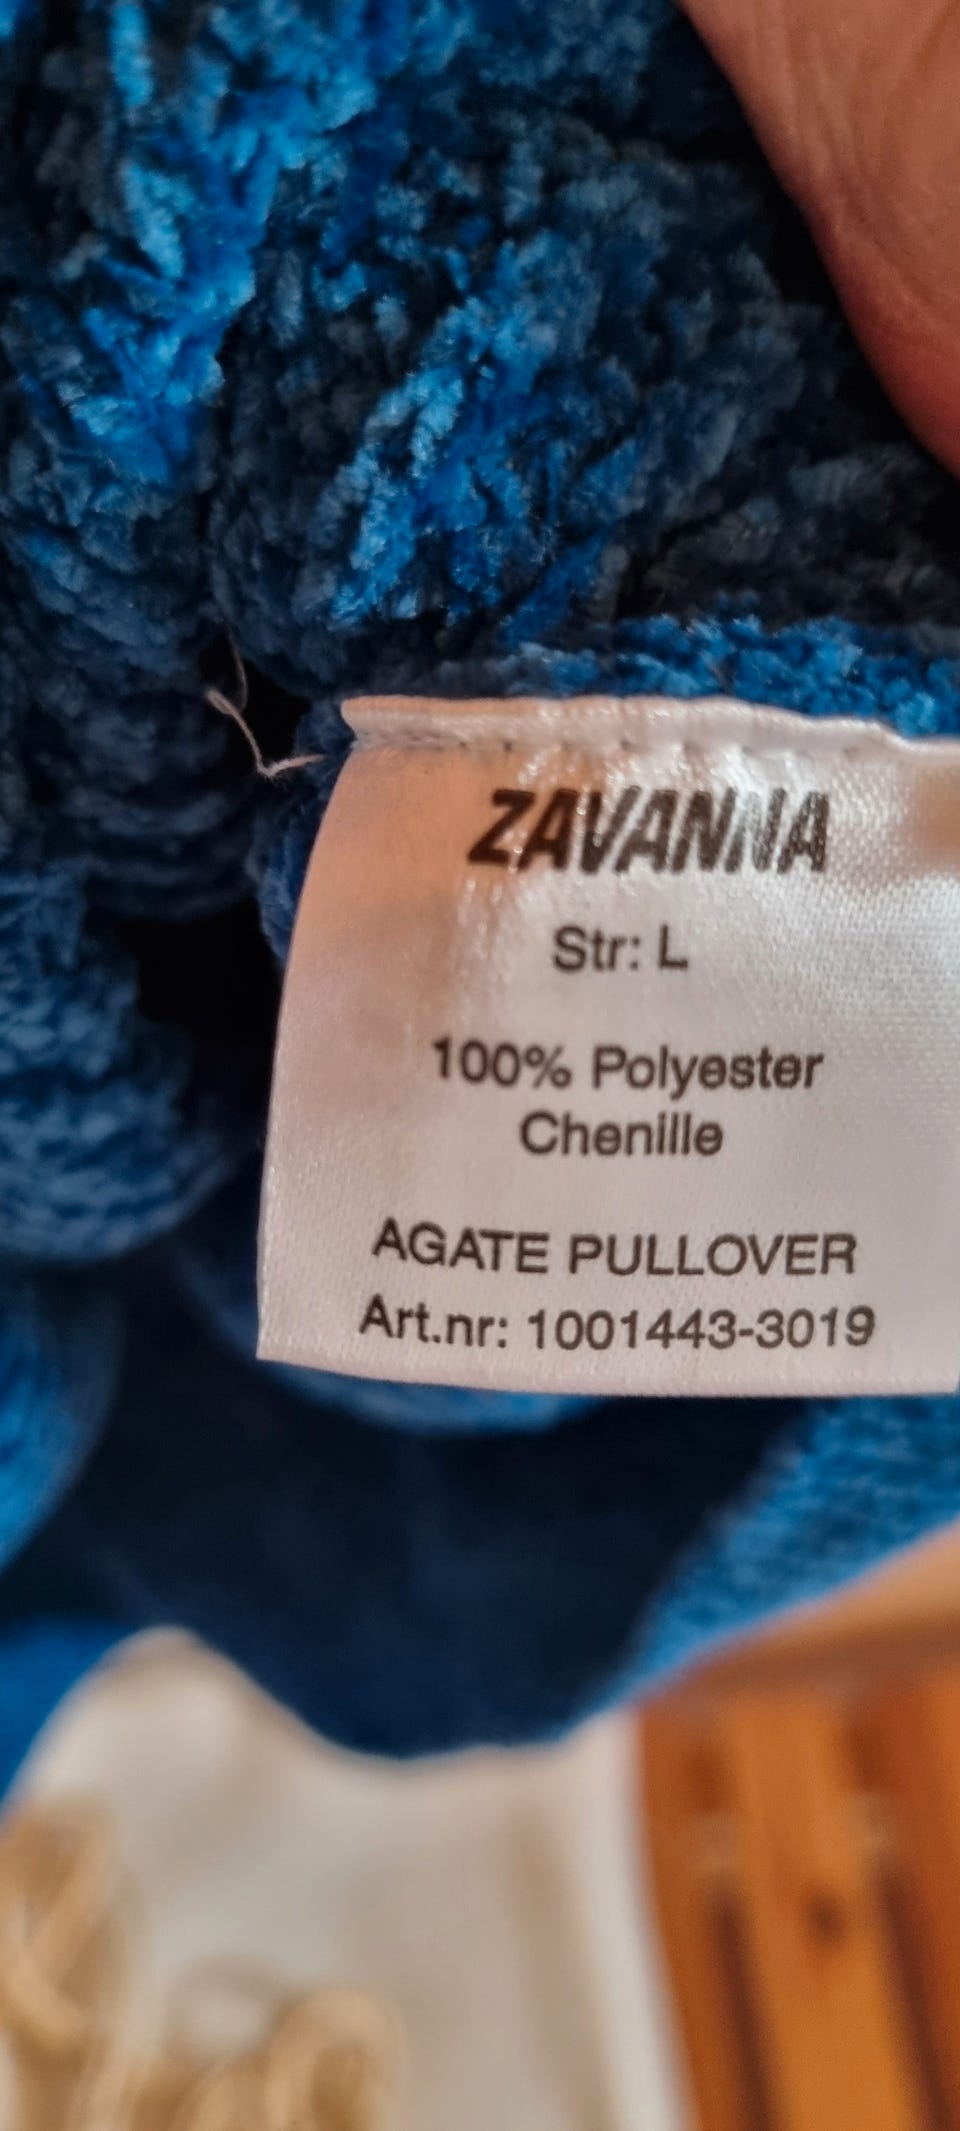 ZAVANNA
Str: L
100% Polyester
Chenille
AGATE PULLOVER
Art.nr: 1001443-3019